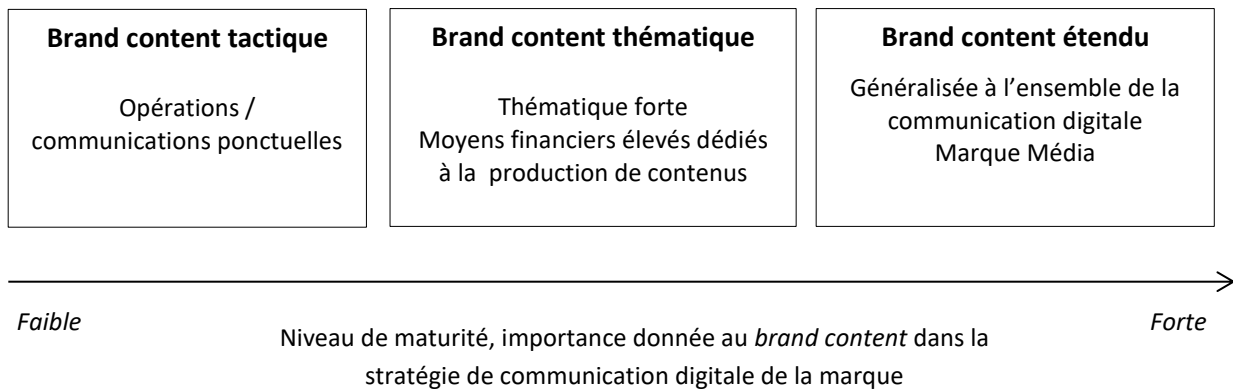 Brand content tactique
Opérations /
communications ponctuelles
Brand content thématique
Thématique forte
Moyens financiers élevés dédiés
à la production de contenus
Brand content étendu
Généralisée à l’ensemble de la
communication digitale
Marque Média
Faible
Forte
Niveau de maturité, importance donnée au brand content dans la
stratégie de communication digitale de la marque